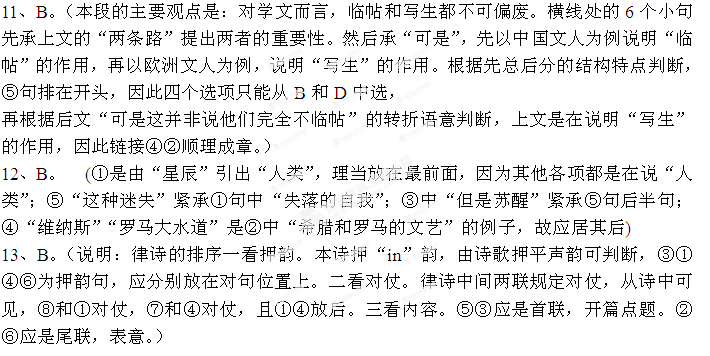 11、B。（本段的主要观点是：对学文而言，临帖和写生都不可偏废。横线处的 6 个小句
先承上文的“两条路”提出两者的重要性。然后承“可是”，先以中国文人为例说明“临
帖”的作用，再以欧洲文人为例，说明“写生”的作用。根据先总后分的结构特点判断，
⑤句排在开头，因此四个选项只能从 B 和 D 中选，
再根据后文“可是这并非说他们完全不临帖”的转折语意判断，上文是在说明“写生”
的作用，因此链接④②顺理成章。）
12、B。 (①是由“星辰”引出“人类”，理当放在最前面，因为其他各项都是在说“人
类”；⑤“这种迷失”紧承①句中“失落的自我”；③中“但是苏醒”紧承⑤句后半句；
④“维纳斯”“罗马大水道”是②中“希腊和罗马的文艺”的例子，故应居其后)
13、B。（说明：律诗的排序一看押韵。本诗押“in”韵，由诗歌押平声韵可判断，③①
④⑥为押韵句，应分别放在对句位置上。二看对仗。律诗中间两联规定对仗，从诗中可
见，⑧和①对仗，⑦和④对仗，且①④放后。三看内容。⑤③应是首联，开篇点题。②
⑥应是尾联，表意。）